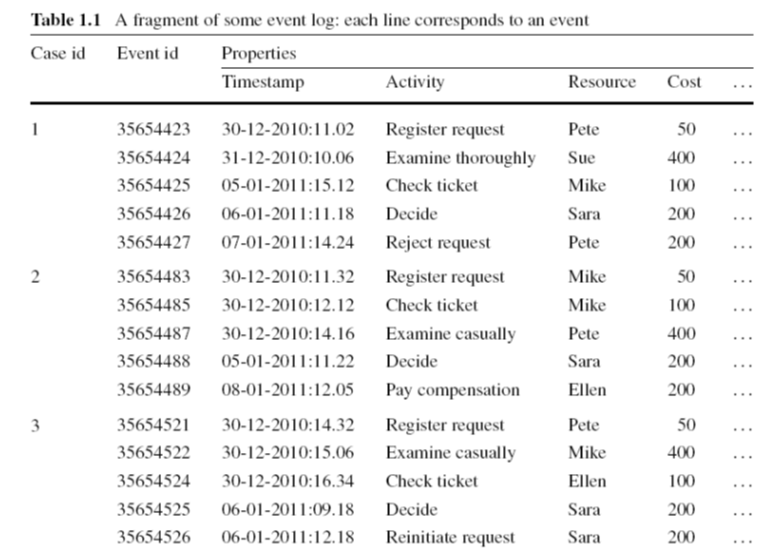 Table 1.1 A fragment of some event log: each line corresponds to an event
Case id Event id Properties
Timestamp Activity Resource Cost ...
1 35654423 30-12-2010:11.02 Register request Pete 50 ...
35654424 31-12-2010:10.06 Examine thoroughly Sue 400 ...
35654425 05-01-2011:15.12 Check ticket Mike 100 ...
35654426 06-01-2011:11.18 Decide Sara 200 ...
35654427 07-01-2011:14.24 Reject request Pete 200 ...
2 35654483 30-12-2010:11.32 Register request Mike 50 ...
35654485 30-12-2010:12.12 Check ticket Mike 100 ...
35654487 30-12-2010:14.16 Examine casually Pete 400 ...
35654488 05-01-2011:11.22 Decide Sara 200 ...
35654489 08-01-2011:12.05 Pay compensation Ellen 200 ...
3 35654521 30-12-2010:14.32 Register request Pete 50 ...
35654522 30-12-2010:15.06 Examine casually Mike 400 ...
35654524 30-12-2010:16.34 Check ticket Ellen 100 ...
35654525 06-01-2011:09.18 Decide Sara 200 ...
35654526 06-01-2011:12.18 Reinitiate request Sara 200 ...